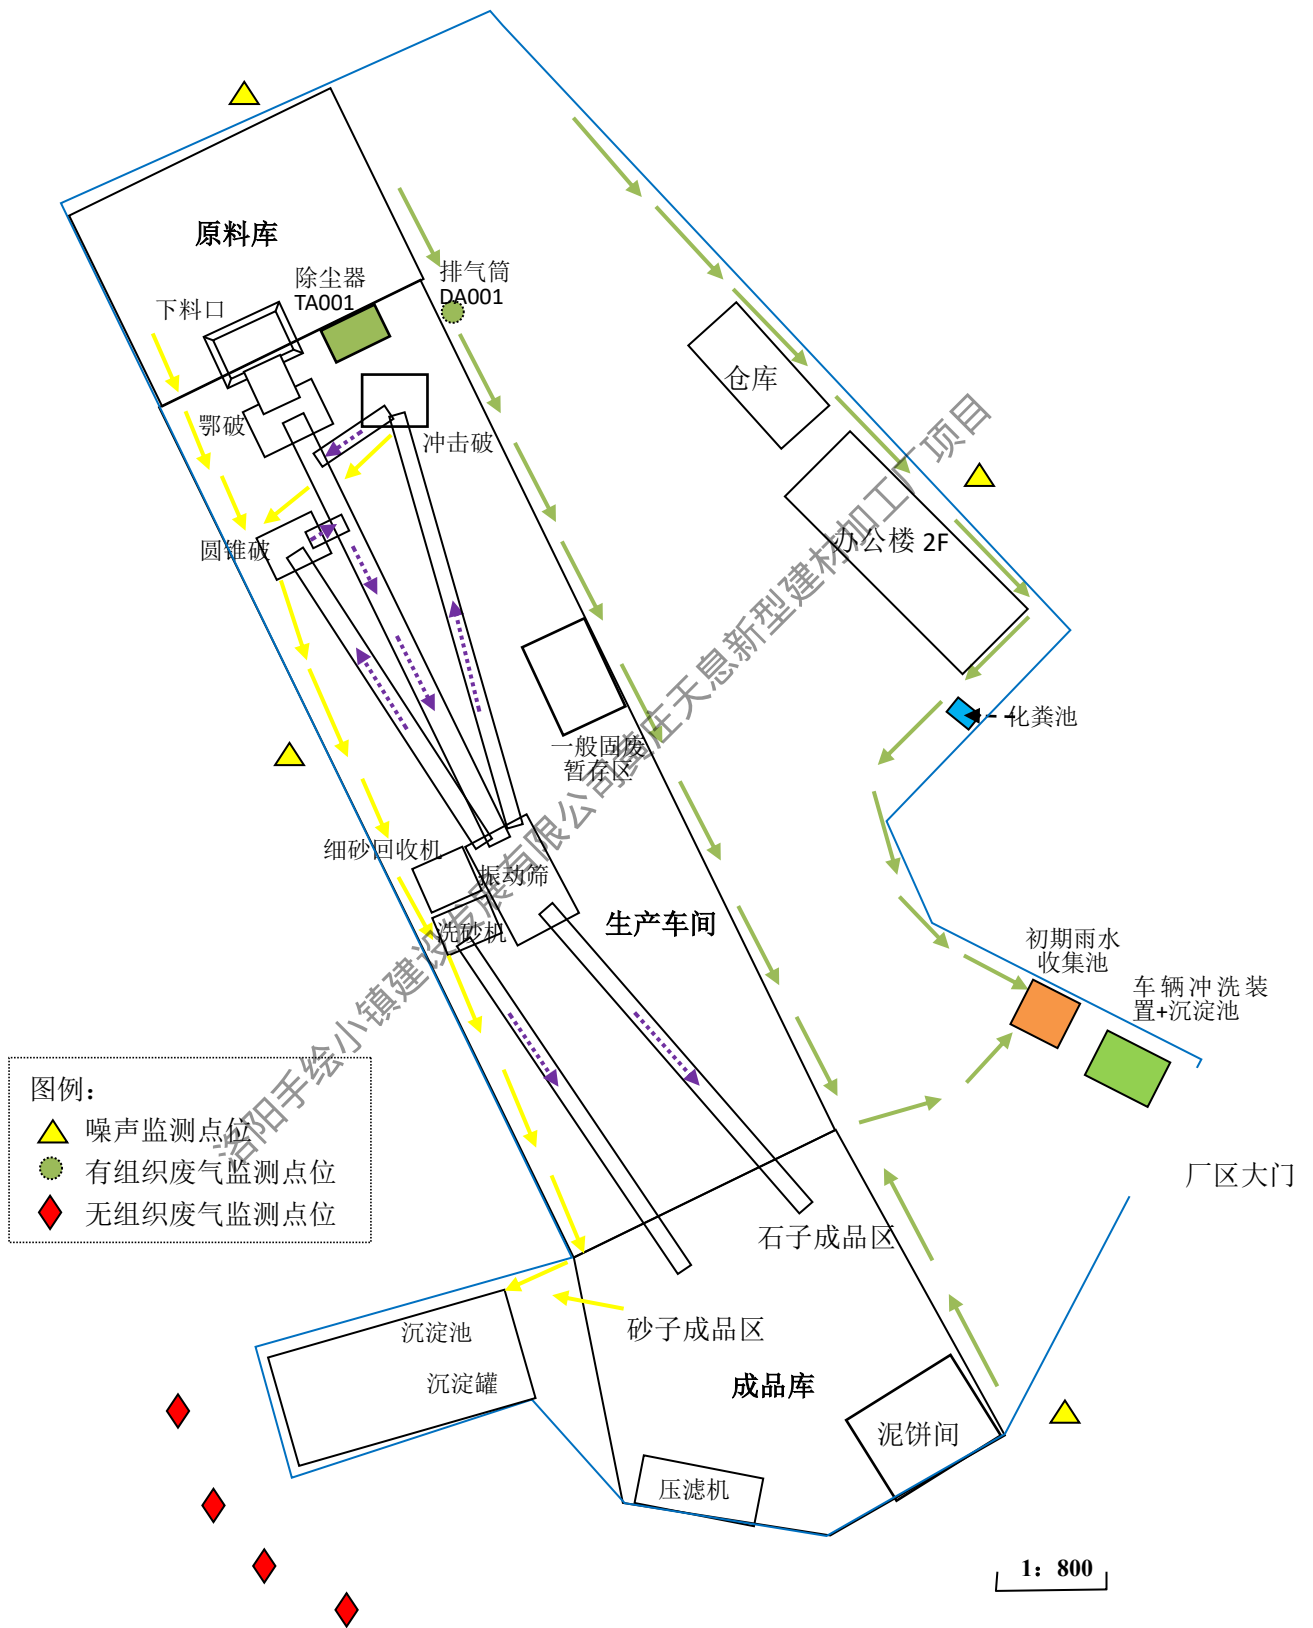 原料库
除尘器
TA001
排气筒
DA001
下料口
鄂破
冲击破
圆锥破
仓库
办公楼 2F
化粪池
一般固废
暂存区
细砂回收机
振动筛
洗砂机
生产车间
初期雨水
收集池
车辆冲洗装
置+沉淀池
厂区大门
图例：
噪声监测点位
有组织废气监测点位
无组织废气监测点位
石子成品区
砂子成品区
沉淀池
沉淀罐
成品库
泥饼间
压滤机
1：800
洛阳手绘小镇建设发展有限公司蔦庄天息新型建材加工厂项目